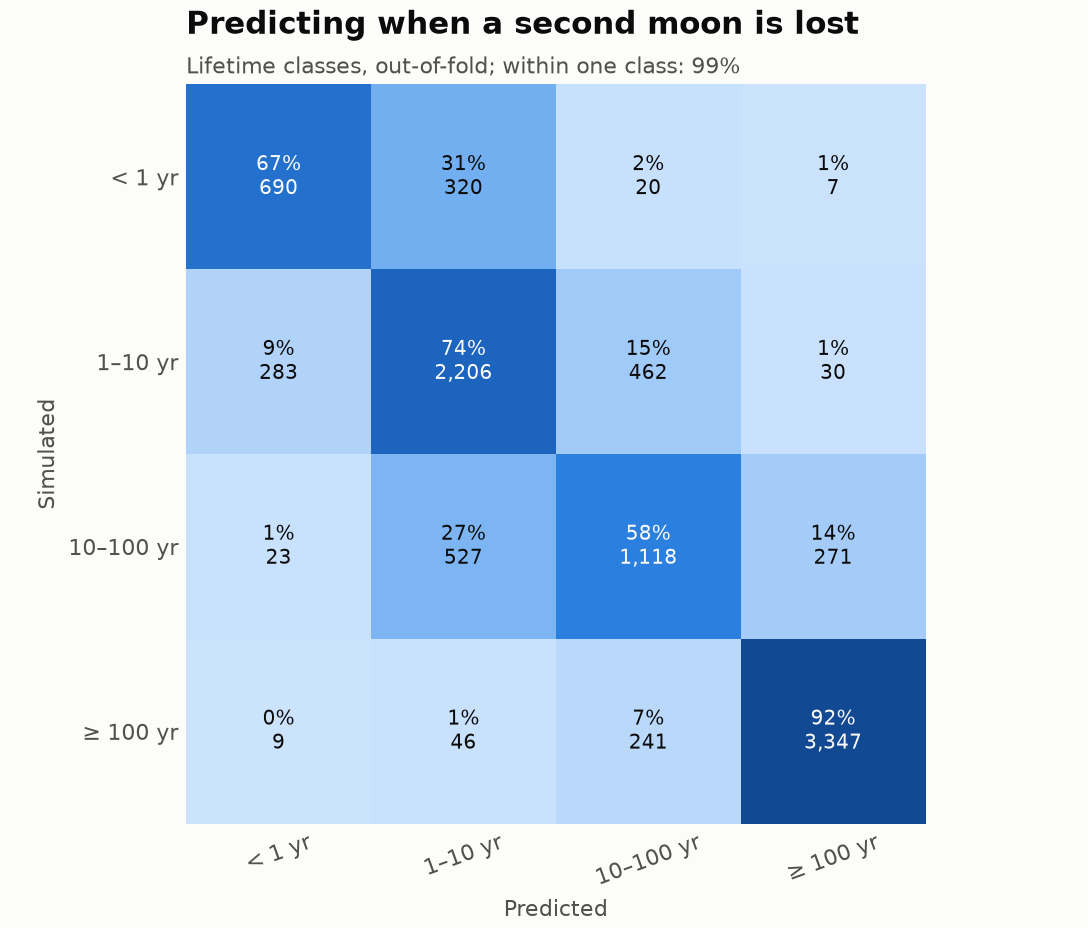 Predicting when a second moon is lost
Lifetime classes, out-of-fold; within one class: 99%
< 1 yr
67%
690
31%
320
2%
20
1%
7
1–10 yr
9%
283
74%
2,206
15%
462
1%
30
10–100 yr
1%
23
27%
527
58%
1,118
14%
271
≥ 100 yr
0%
9
1%
46
7%
241
92%
3,347
Simulated
< 1 yr
1–10 yr
10–100 yr
≥ 100 yr
Predicted